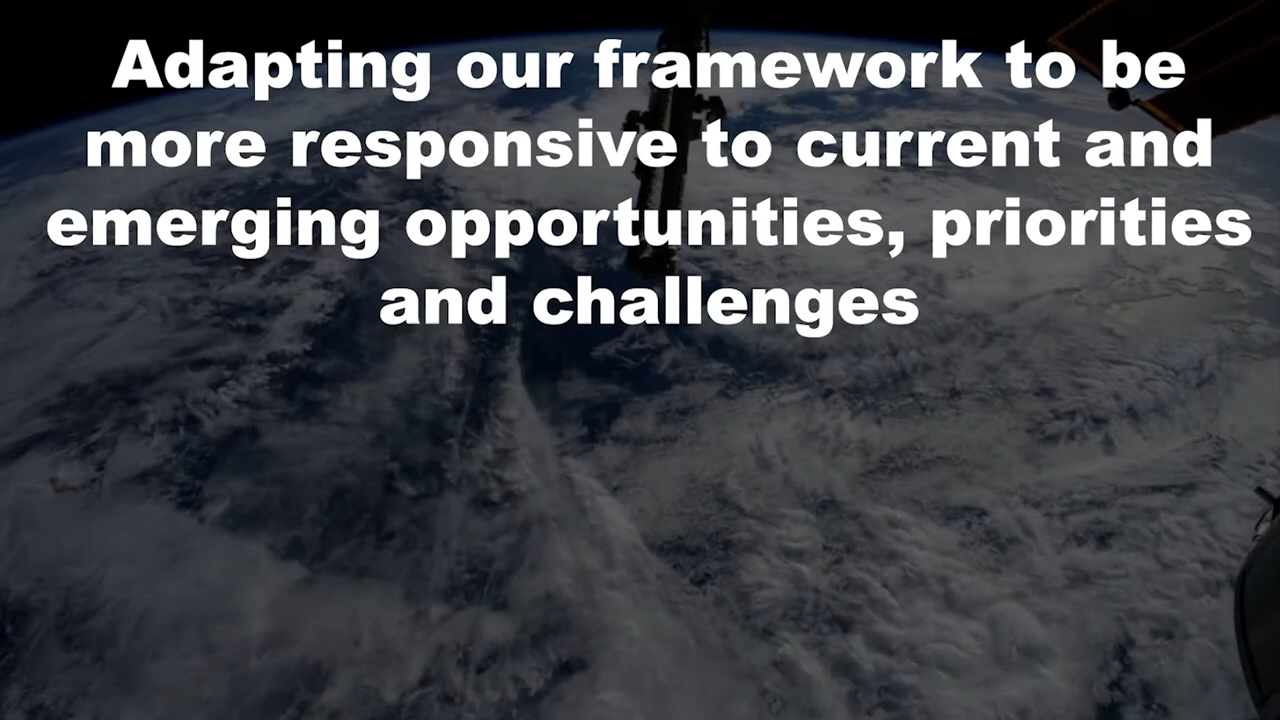 Adapting our framework to be
more responsive to current and
emerging opportunities, priorities
and challenges